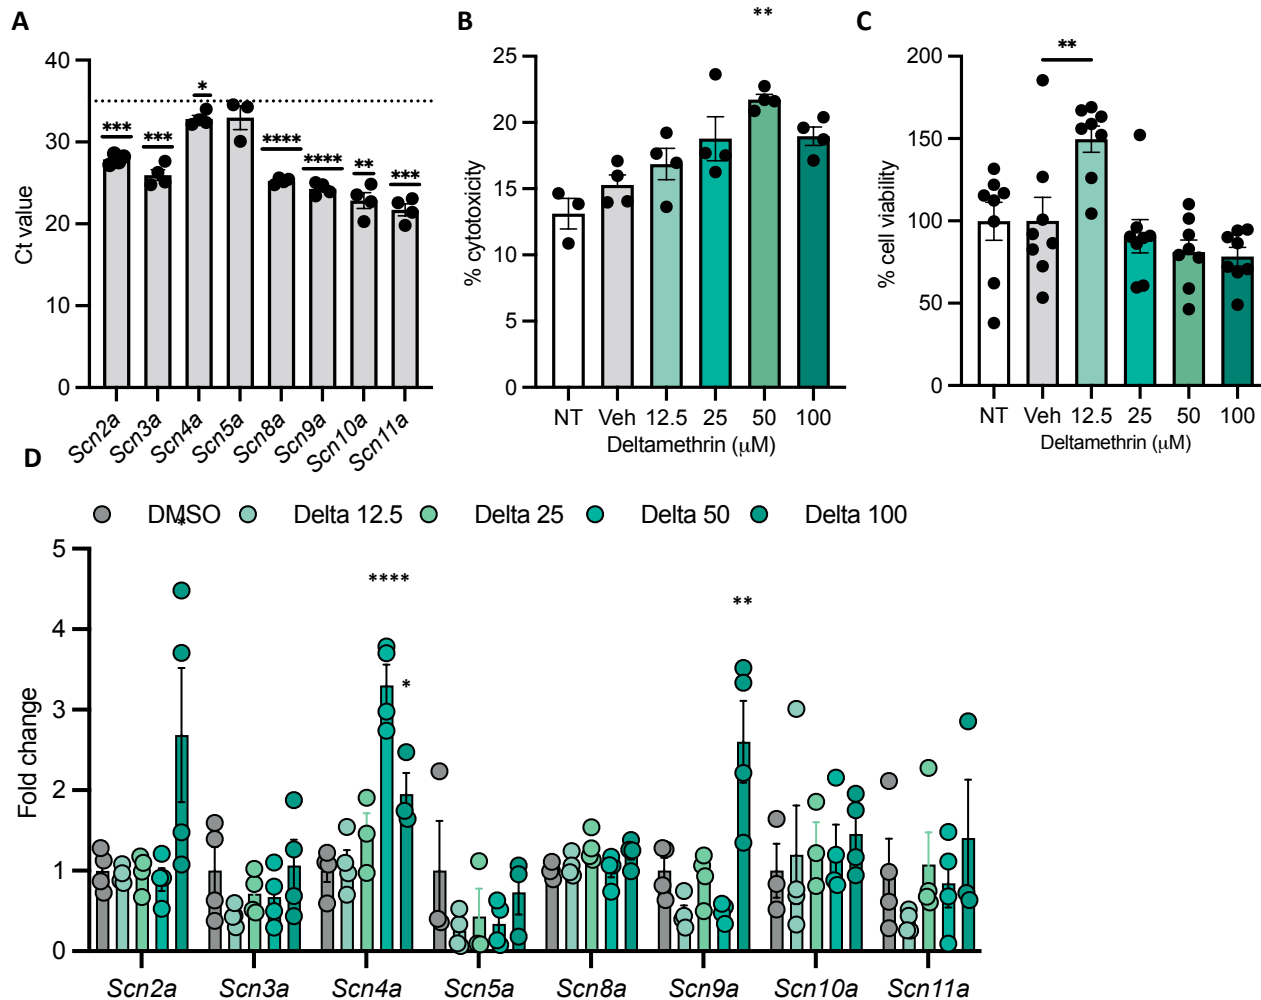 A
40
30
20
10
0
Ct value
***
***
*
****
****
**
***
Scn2a
Scn3a
Scn4a
Scn5a
Scn8a
Scn9a
Scn10a
Scn11a
B
**
25
20
15
10
5
0
% cytotoxicity
NT Veh 12.5 25 50 100
Deltamethrin (μM)
C
**
200
150
100
50
0
% cell viability
NT Veh 12.5 25 50 100
Deltamethrin (μM)
D
DMSO Delta 12.5 Delta 25 Delta 50 Delta 100
*
5
4
3
2
1
0
Fold change
****
*
**
Scn2a Scn3a Scn4a Scn5a Scn8a Scn9a Scn10a Scn11a